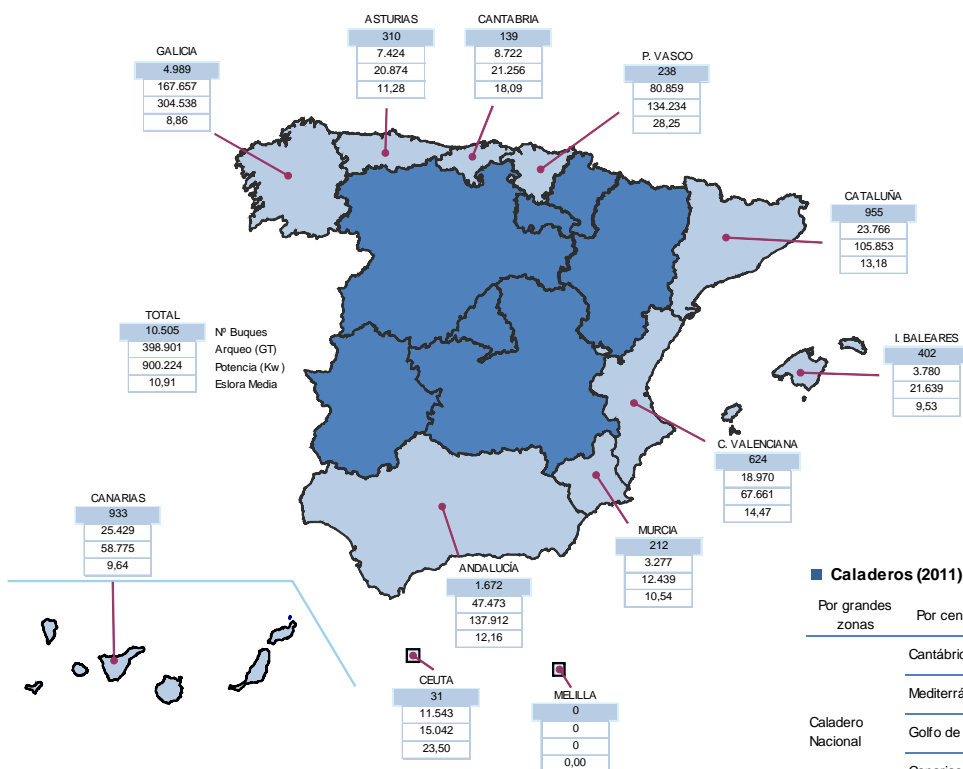 ASTURIAS
310
7.424
20.874
11,28
CANTABRIA
139
8.722
21.256
18,09
GALICIA
4.989
167.657
304.538
8,86
P. VASCO
238
80.859
134.234
28,25
CATALUÑA
955
23.766
105.853
13,18
TOTAL
10.505 Nº Buques
398.901 Arqueo (GT)
900.224 Potencia (Kw)
10,91 Eslora Media
I. BALEARES
402
3.780
21.639
9,53
C. VALENCIANA
624
18.970
67.661
14,47
CANARIAS
933
25.429
58.775
9,64
MURCIA
212
3.277
12.439
10,54
ANDALUCÍA
1.672
47.473
137.912
12,16
CEUTA
31
11.543
15.042
23,50
MELILLA
0
0
0
0,00
Caladeros (2011)
Por grandes
zonas
Por cen
Cantábric
Mediterrá
Caladero
Nacional
Golfo de